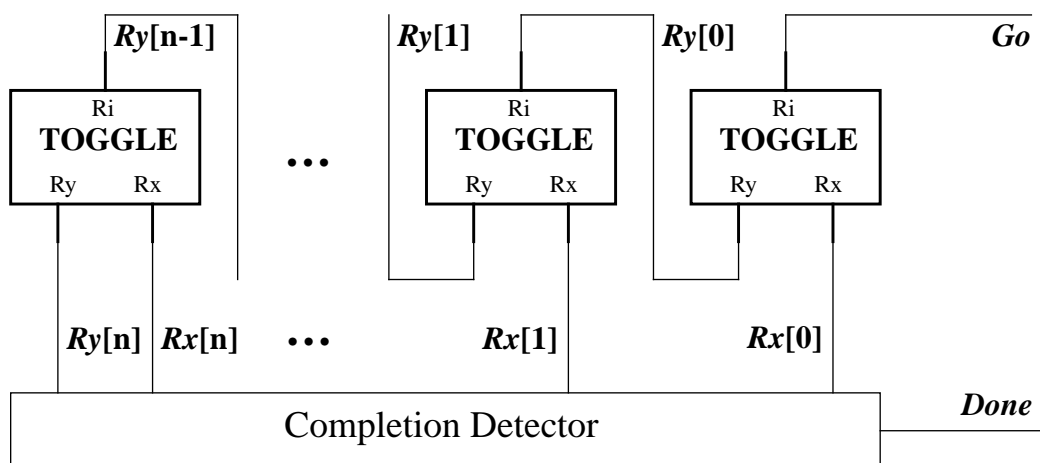 Ry[n-1] Ry[1] Ry[0] Go
Ri Ri Ri
TOGGLE TOGGLE TOGGLE
...
Ry Rx Ry Rx Ry Rx
Ry[n] Rx[n] ... Rx[1] Rx[0]
Done
Completion Detector